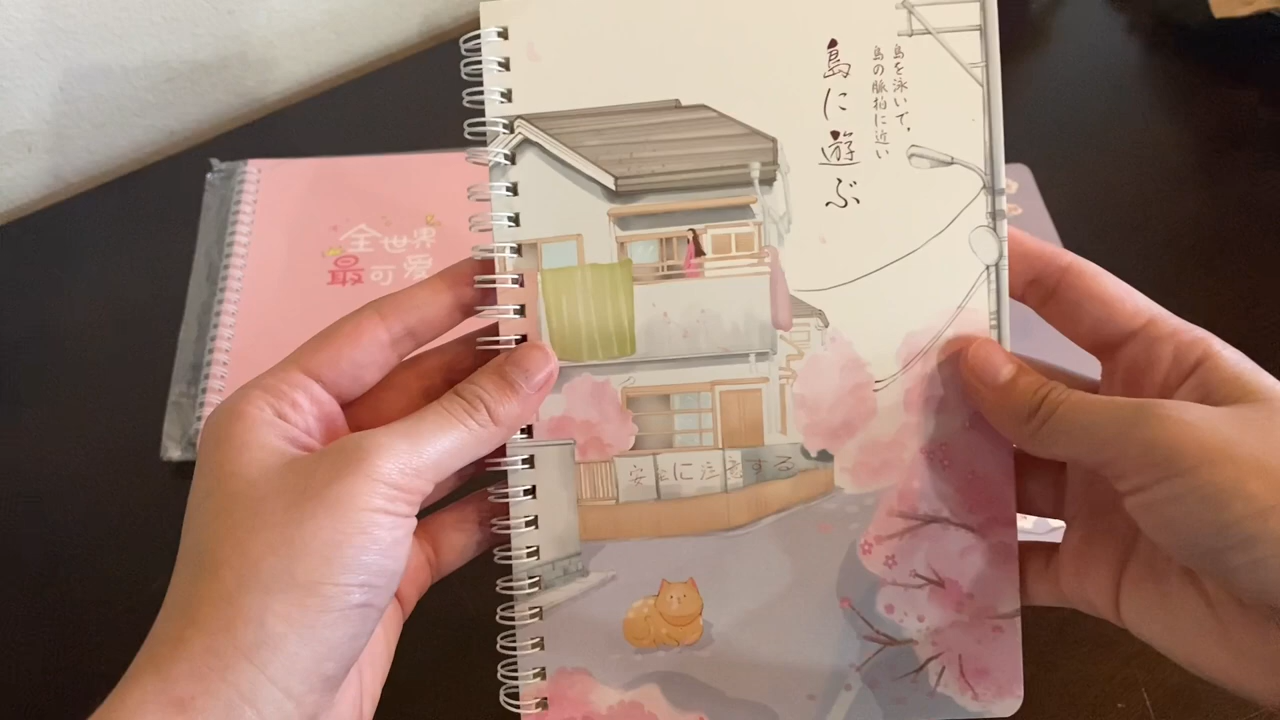 島に遊ぶ
島を泳いで、
島の脈拍に近い
安全に注意する
全世界
最可爱